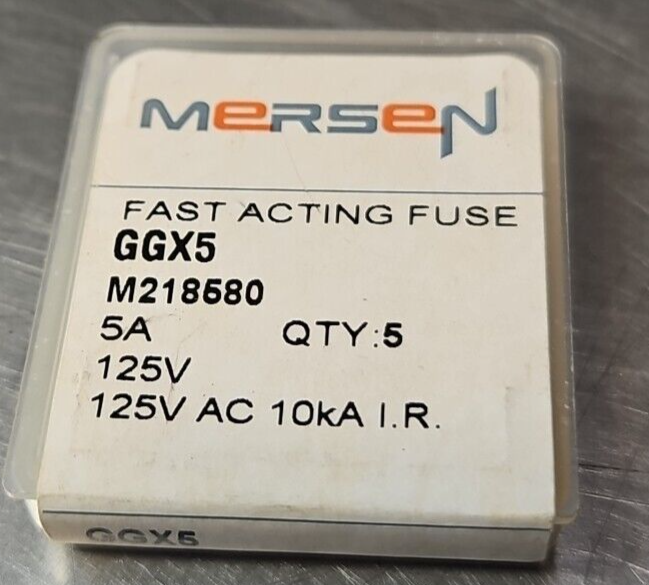 MERSEN
FAST ACTING FUSE
GGX5
M218580
5A QTY:5
125V
125V AC 10kA I.R.
GGX5